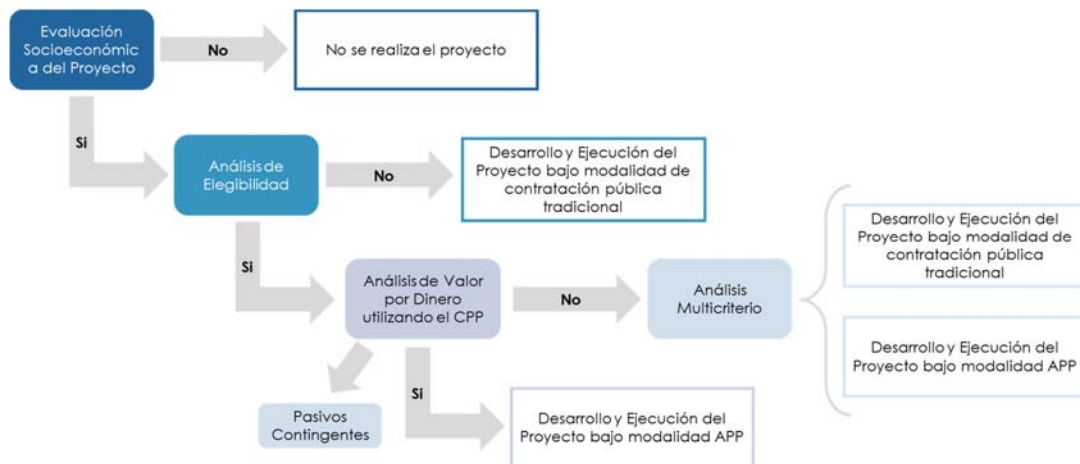 Evaluación
Socioeconómic
a del Proyecto
No
No se realiza el proyecto
Si
Análisis de
Elegibilidad
No
Desarrollo y Ejecución del
Proyecto bajo modalidad de
contratación pública
tradicional
Si
Análisis de Valor
por Dinero
utilizando el CPP
No
Análisis
Multicriterio
Desarrollo y Ejecución del
Proyecto bajo modalidad de
contratación pública
tradicional
Desarrollo y Ejecución del
Proyecto bajo modalidad APP
Pasivos
Contingentes
Si
Desarrollo y Ejecución del
Proyecto bajo modalidad APP